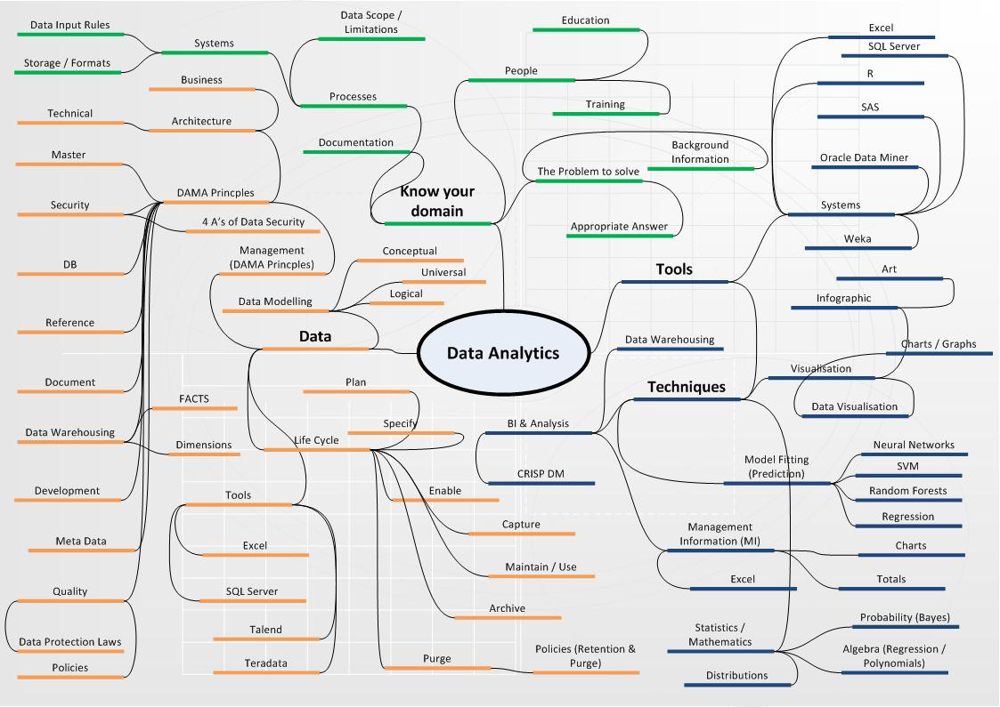 Data Input Rules
Storage / Formats
Systems
Data Scope /
Limitations
Processes
Documentation
Know your
domain
Education
People
Training
Background
Information
The Problem to solve
Appropriate Answer
Business
Technical
Architecture
Master
DAMA Princples
Security
4 A's of Data Security
DB
Management
(DAMA Princples)
Conceptual
Universal
Logical
Data Modelling
Data
Reference
Document
FACTS
Data Warehousing
Dimensions
Development
Meta Data
Quality
Data Protection Laws
Policies
Plan
Specify
Life Cycle
Enable
Capture
Maintain / Use
Archive
Purge
Policies (Retention &
Purge)
Tools
Excel
SQL Server
Talend
Teradata
Data Analytics
Tools
Excel
SQL Server
R
SAS
Oracle Data Miner
Systems
Weka
Art
Infographic
Charts / Graphs
Visualisation
Data Visualisation
Data Warehousing
Techniques
BI & Analysis
CRISP DM
Model Fitting
(Prediction)
Neural Networks
SVM
Random Forests
Regression
Management
Information (MI)
Charts
Totals
Excel
Statistics /
Mathematics
Probability (Bayes)
Algebra (Regression /
Polynomials)
Distributions